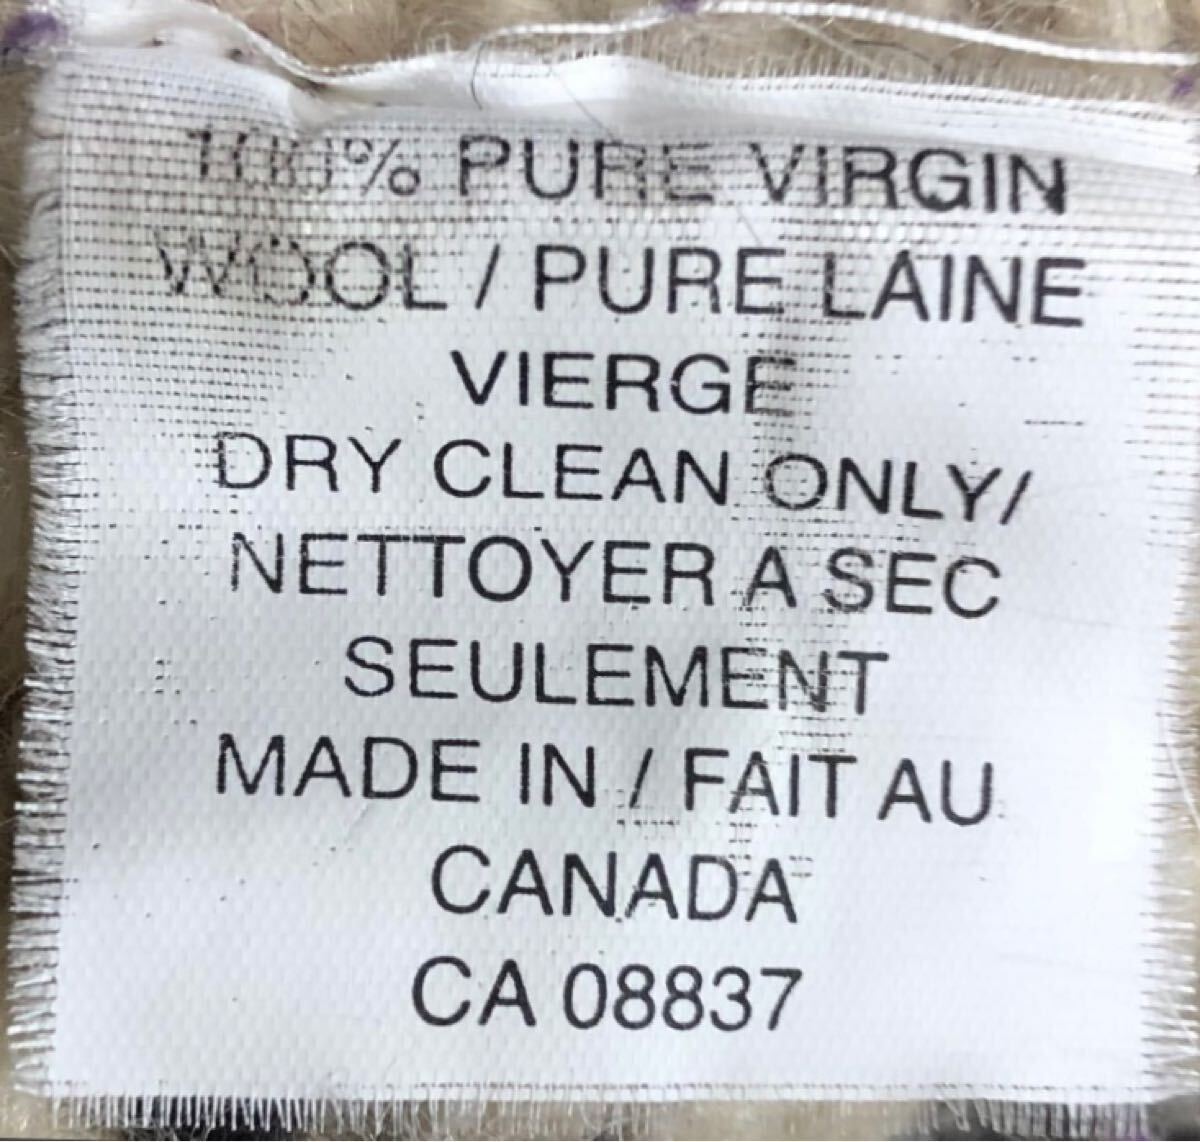 100% PURE VIRGIN
WOOL / PURE LAINE
VIERGE
DRY CLEAN ONLY/
NETTOYER A SEC
SEULEMENT
MADE IN / FAIT AU
CANADA
CA 08837